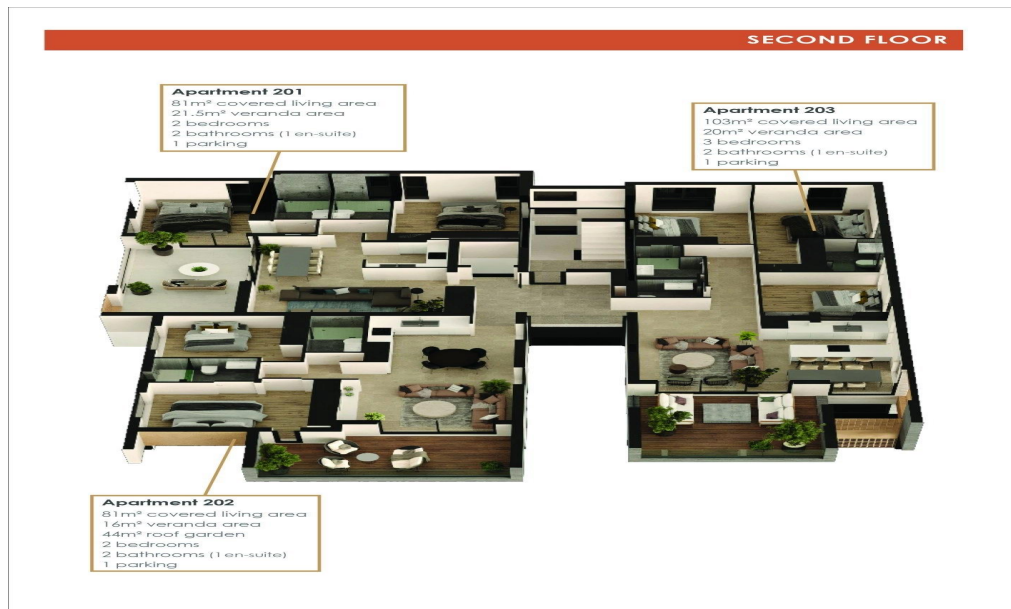 SECOND FLOOR
Apartment 201
81m² covered living area
21.5m² veranda area
2 bedrooms
2 bathrooms (1 en-suite)
1 parking
Apartment 203
103m² covered living area
20m² veranda area
3 bedrooms
2 bathrooms (1 en-suite)
1 parking
Apartment 202
81m² covered living area
16m² veranda area
44m² roof garden
2 bedrooms
2 bathrooms (1 en-suite)
1 parking